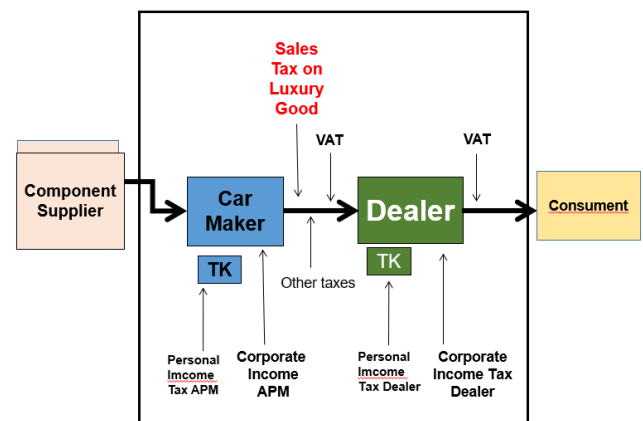 Sales
Tax on
Luxury
Good
VAT
VAT
Component
Supplier
Car
Maker
Dealer
Consument
TK
TK
Other taxes
Personal
Imcome
Tax APM
Corporate
Income
APM
Personal
Imcome
Tax Dealer
Corporate
Income Tax
Dealer